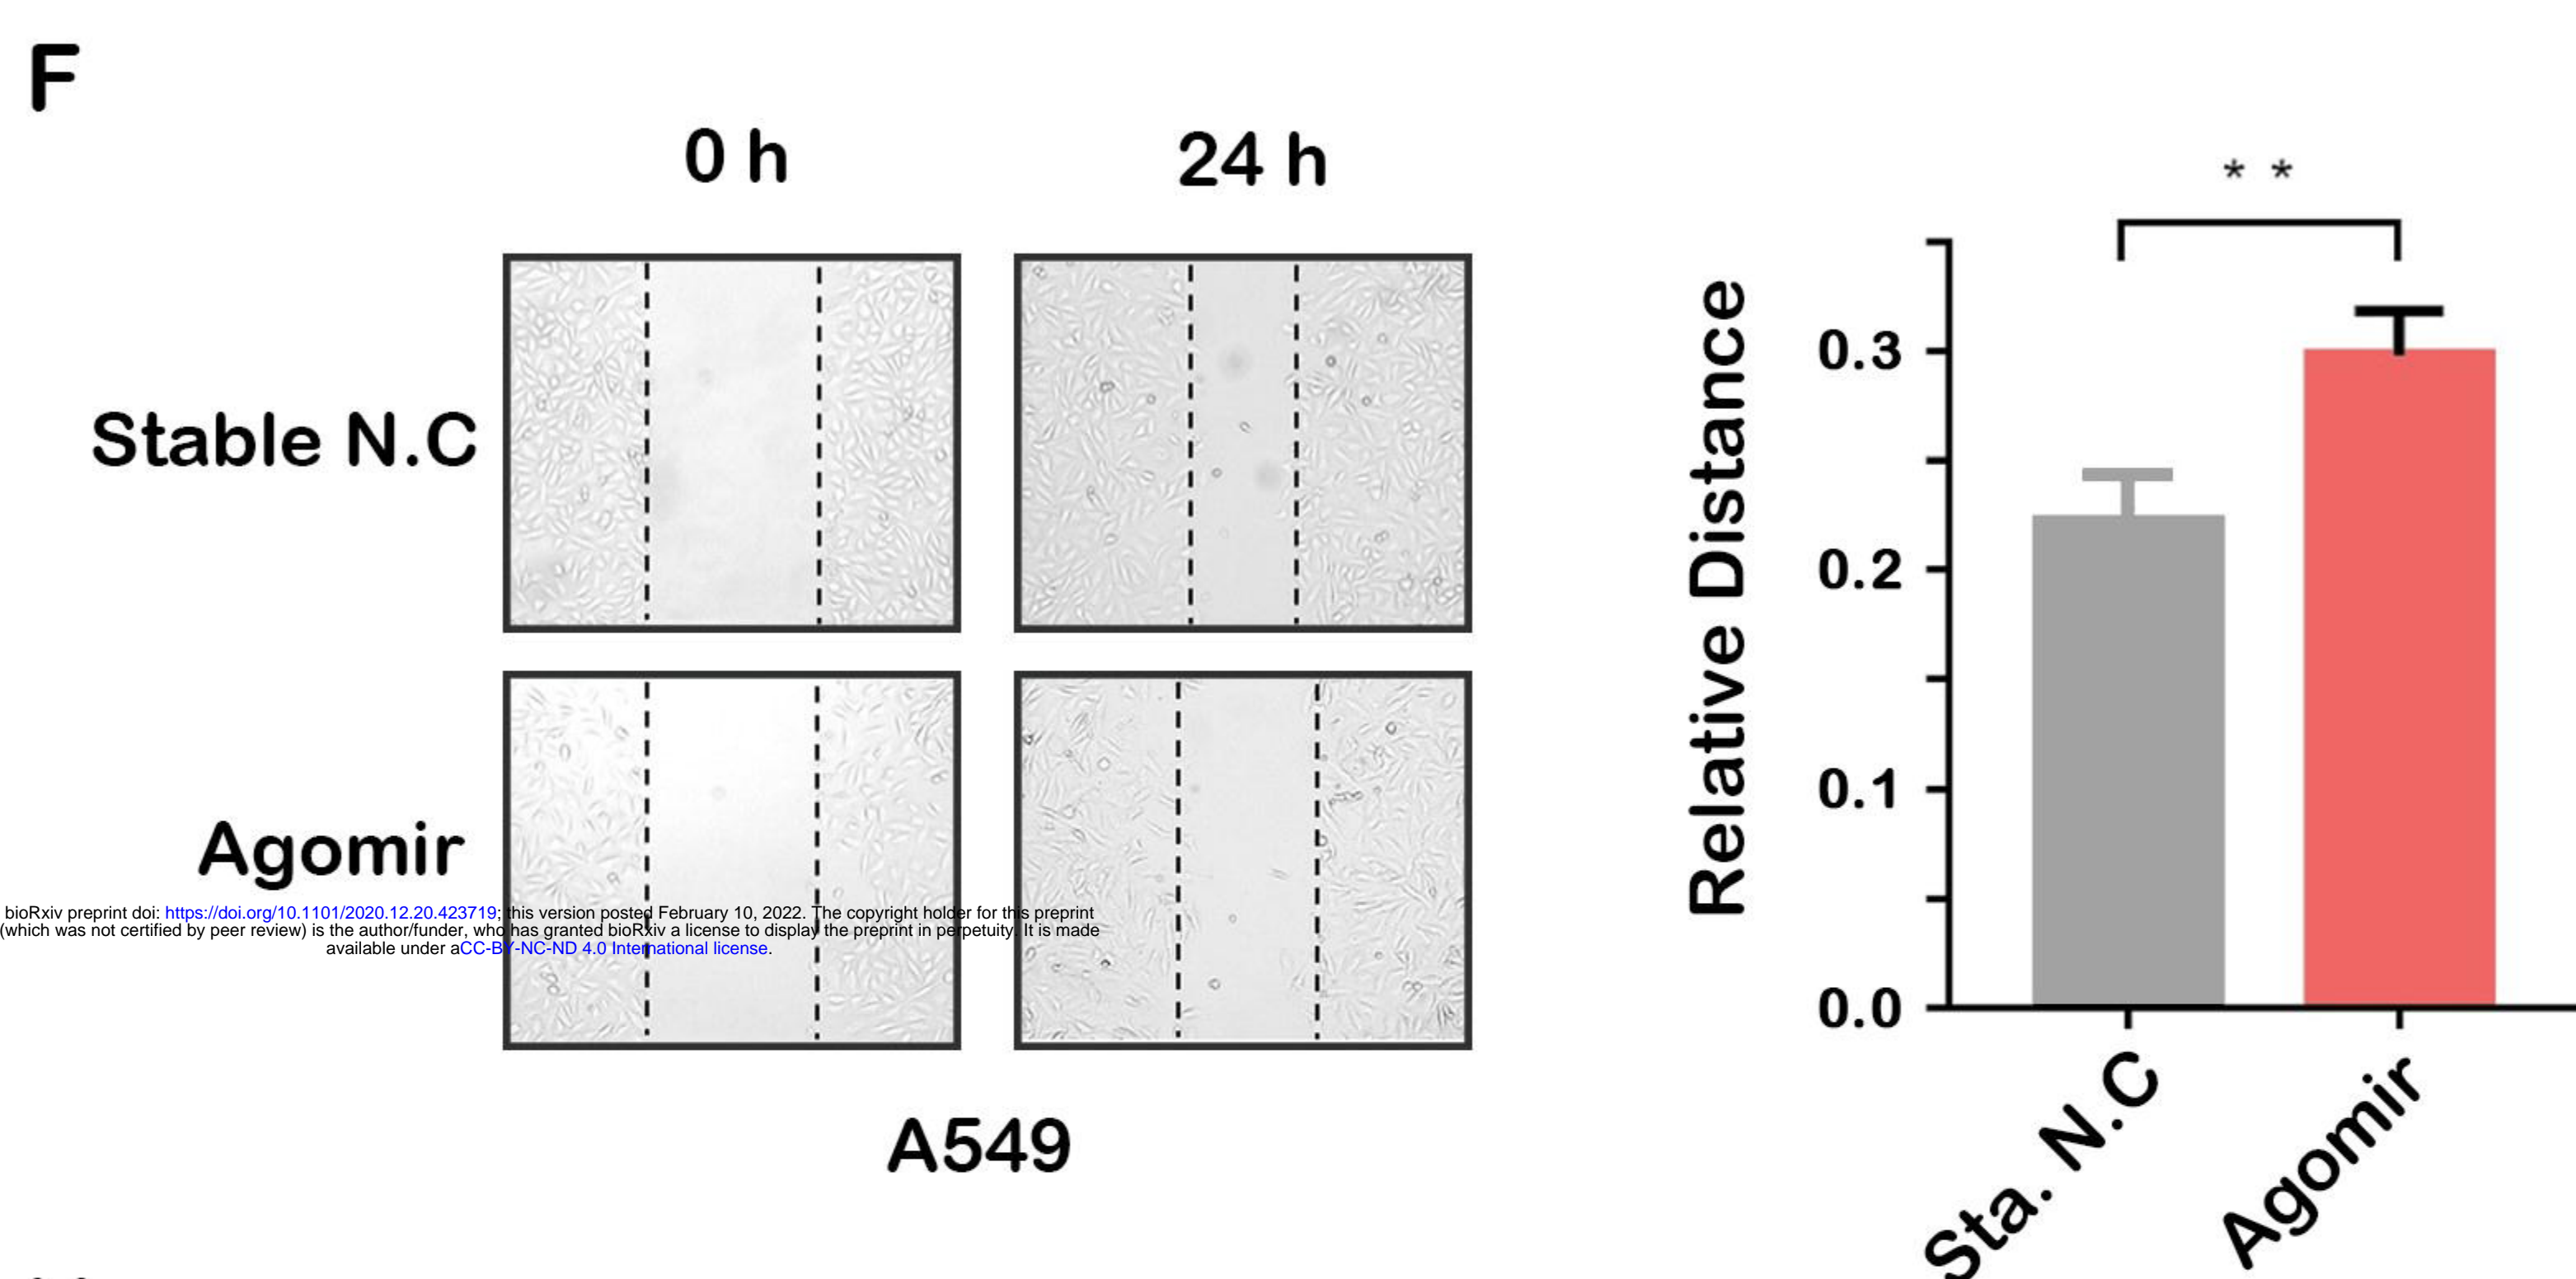 F
0 h
24 h
* *
Stable N.C
Agomir
bioRxiv preprint doi: https://doi.org/10.1101/2020.12.20.423719; this version posted February 10, 2022. The copyright holder for this preprint
(which was not certified by peer review) is the author/funder, who has granted bioRxiv a license to display the preprint in perpetuity. It is made
available under aCC-BY-NC-ND 4.0 International license.
A549
Relative Distance
0.3
0.2
0.1
0.0
Sta. N.C
Agomir